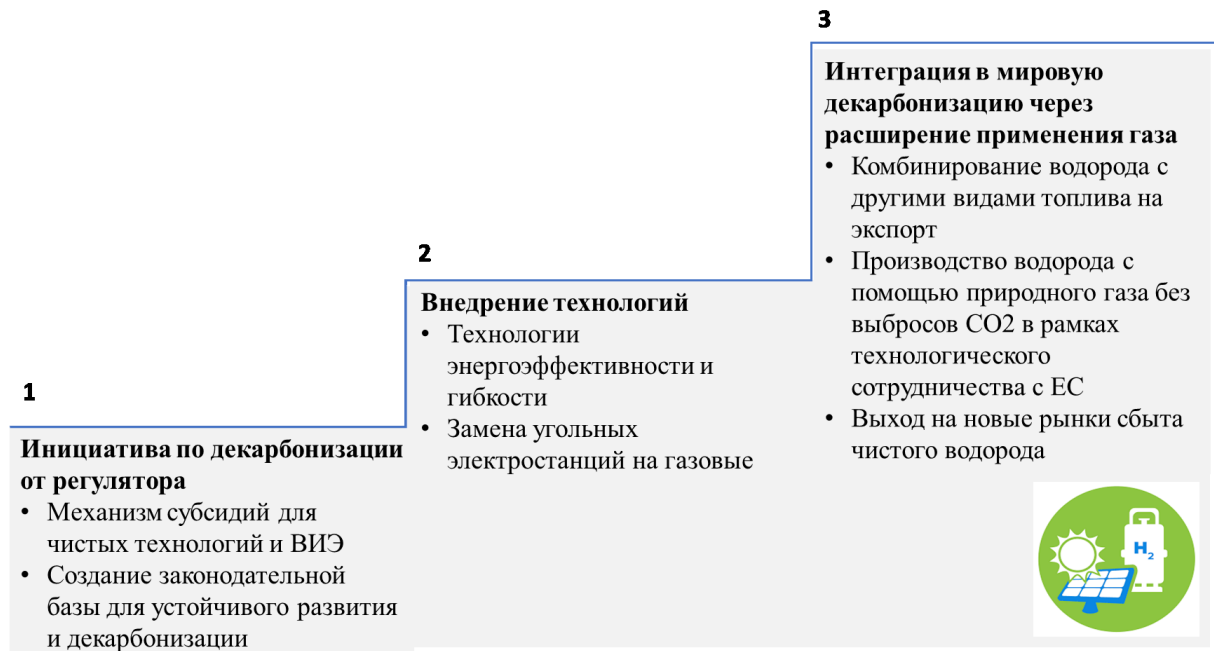 1
Инициатива по декарбонизации
от регулятора
• Механизм субсидий для
чистых технологий и ВИЭ
• Создание законодательной
базы для устойчивого развития
и декарбонизации
2
Внедрение технологий
• Технологии
энергоэффективности и
гибкости
• Замена угольных
электростанций на газовые
3
Интеграция в мировую
декарбонизацию через
расширение применения газа
• Комбинирование водорода с
другими видами топлива на
экспорт
• Производство водорода с
помощью природного газа без
выбросов CO2 в рамках
технологического
сотрудничества с ЕС
• Выход на новые рынки сбыта
чистого водорода
H₂